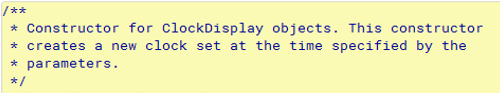 /**
 * Constructor for ClockDisplay objects. This constructor
 * creates a new clock set at the time specified by the
 * parameters.
 */